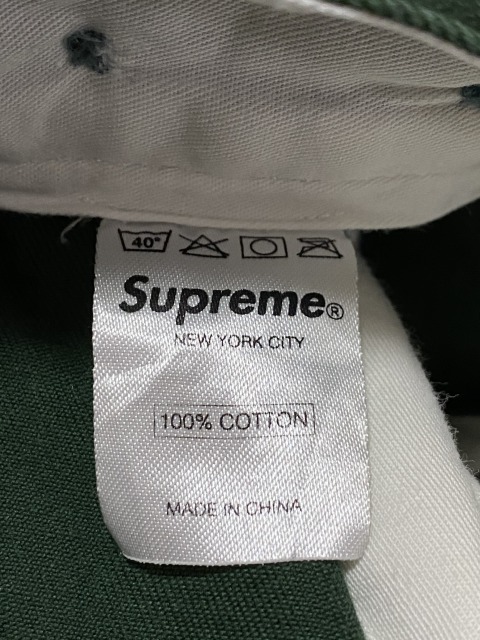 40°
Supreme®
NEW YORK CITY
100% COTTON
MADE IN CHINA